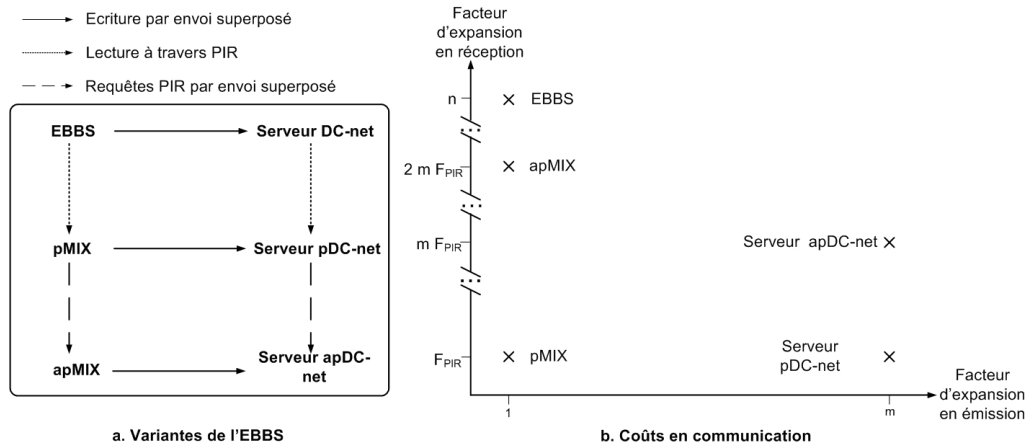 Ecriture par envoi superposé
Lecture à travers PIR
Requêtes PIR par envoi superposé
EBBS
Serveur DC-net
pMIX
Serveur pDC-net
apMIX
Serveur apDC-
net
a. Variantes de l'EBBS
Facteur
d'expansion
en réception
n
EBBS
2 m FPIR
apMIX
m FPIR
Serveur apDC-net
FPIR
pMIX
Serveur
pDC-net
1
m
Facteur
d'expansion
en émission
b. Coûts en communication